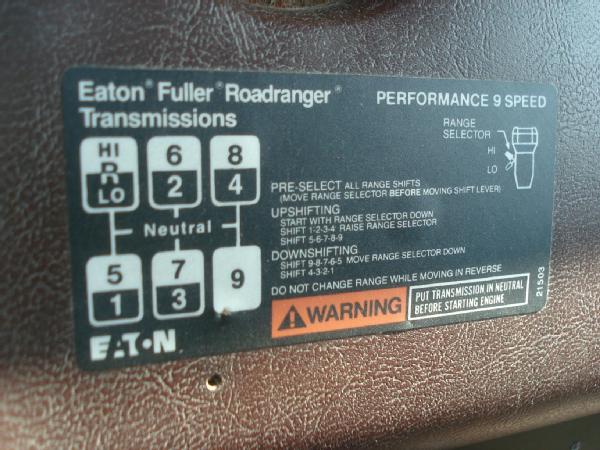 Eaton® Fuller® Roadranger®
Transmissions
PERFORMANCE 9 SPEED
RANGE
SELECTOR
HI
LO
HI
R
LO
6
2
8
4
Neutral
5
1
7
3
9
PRE-SELECT ALL RANGE SHIFTS
(MOVE RANGE SELECTOR BEFORE MOVING SHIFT LEVER)
UPSHIFTING
START WITH RANGE SELECTOR DOWN
SHIFT 1-2-3-4 RAISE RANGE SELECTOR
SHIFT 5-6-7-8-9
DOWNSHIFTING
SHIFT 9-8-7-6-5 MOVE RANGE SELECTOR DOWN
SHIFT 4-3-2-1
DO NOT CHANGE RANGE WHILE MOVING IN REVERSE
WARNING
PUT TRANSMISSION IN NEUTRAL
BEFORE STARTING ENGINE
21503
EATON